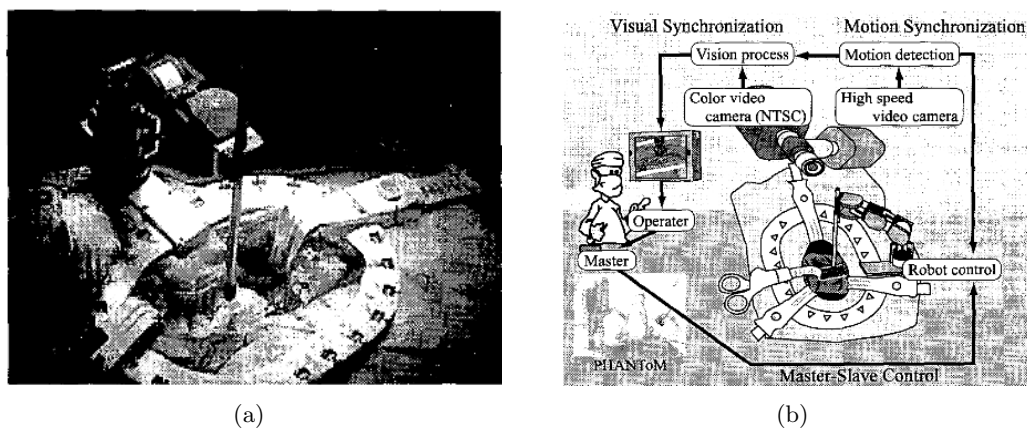 Visual Synchronization
Motion Synchronization
Vision process
Motion detection
Color video
camera (NTSC)
High speed
video camera
Operater
Master
Robot control
PHANToM
Master-Slave Control
(a)
(b)